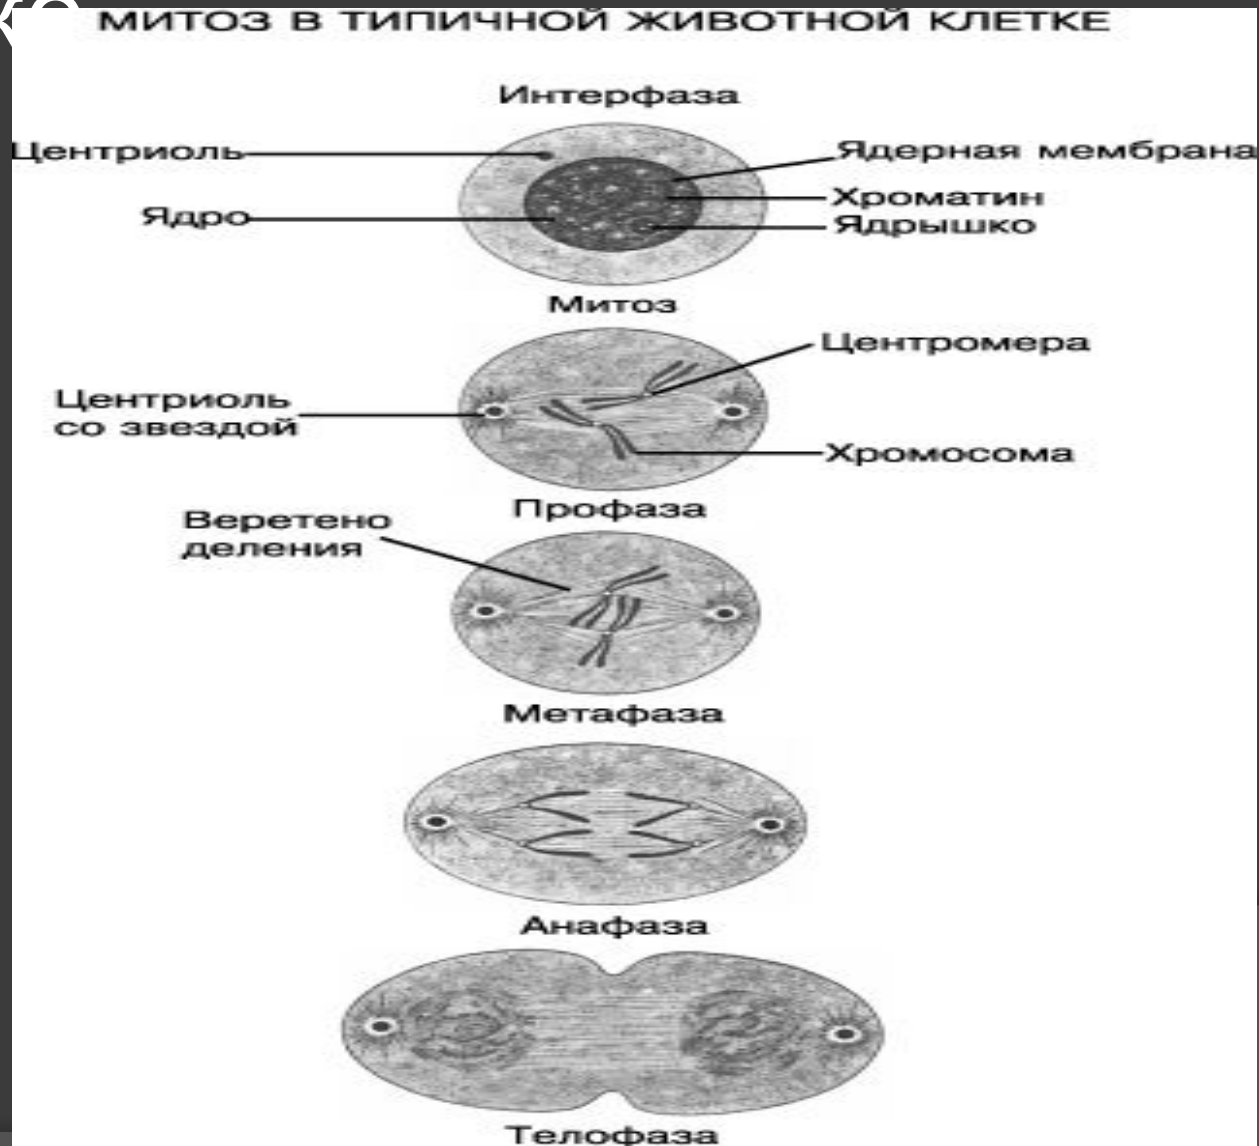 МИТОЗ В ТИПИЧНОЙ ЖИВОТНОЙ КЛЕТКЕ
Интерфаза
Центриоль
Ядерная мембрана
Хроматин
Ядро
Ядрышко
Митоз
Центромера
Центриоль
со звездой
Хромосома
Профаза
Веретено
деления
Метафаза
Анафаза
Телофаза